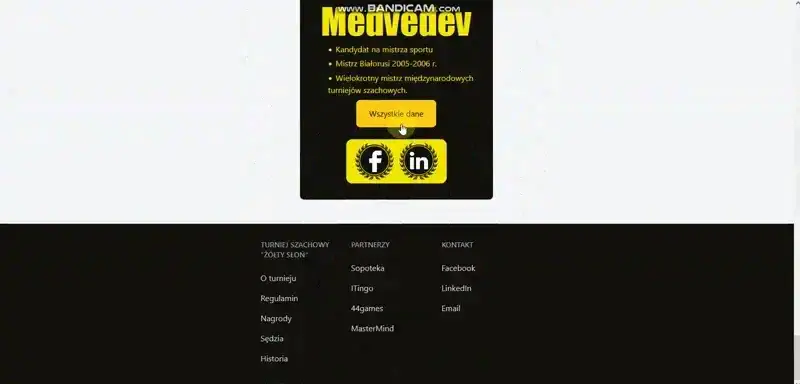 www.BANDICAM.com
Medvedev
• Kandydat na mistrza sportu
• Mistrz Białorusi 2005-2006 r.
• Wielokrotny mistrz międzynarodowych
turniejów szachowych.
Wszystkie dane
f in
TURNIEJ SZACHOWY
"ŻÓŁTY SŁOŃ"
O turnieju
Regulamin
Nagrody
Sędzia
Historia
PARTNERZY
Sopoteka
ITingo
44games
MasterMind
KONTAKT
Facebook
LinkedIn
Email